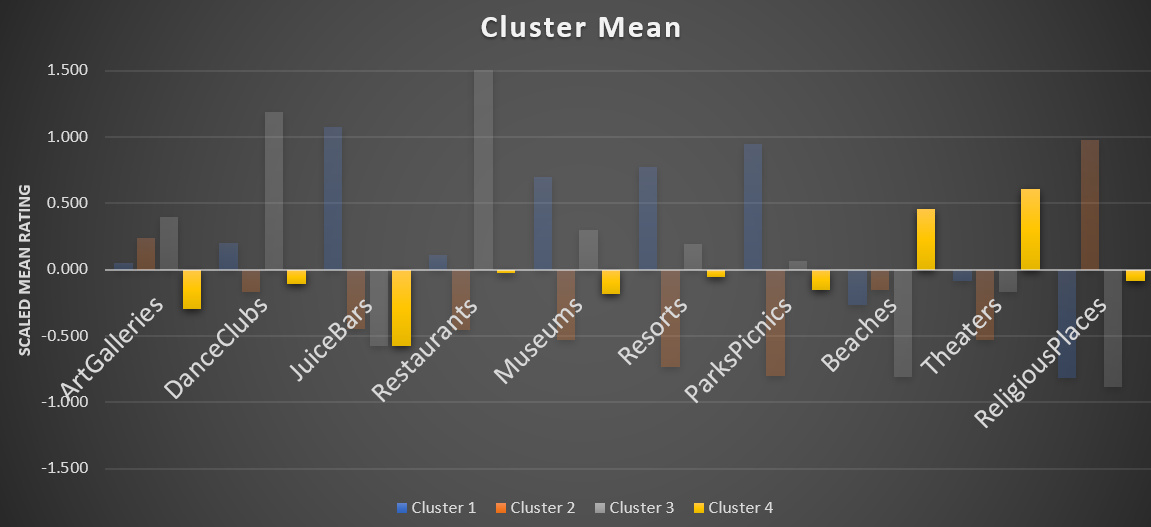 Cluster Mean
SCALED MEAN RATING
1.500
1.000
0.500
0.000
-0.500
-1.000
-1.500
ArtGalleries
DanceClubs
JuiceBars
Restaurants
Museums
Resorts
ParksPicnics
Beaches
Theaters
ReligiousPlaces
Cluster 1 Cluster 2 Cluster 3 Cluster 4